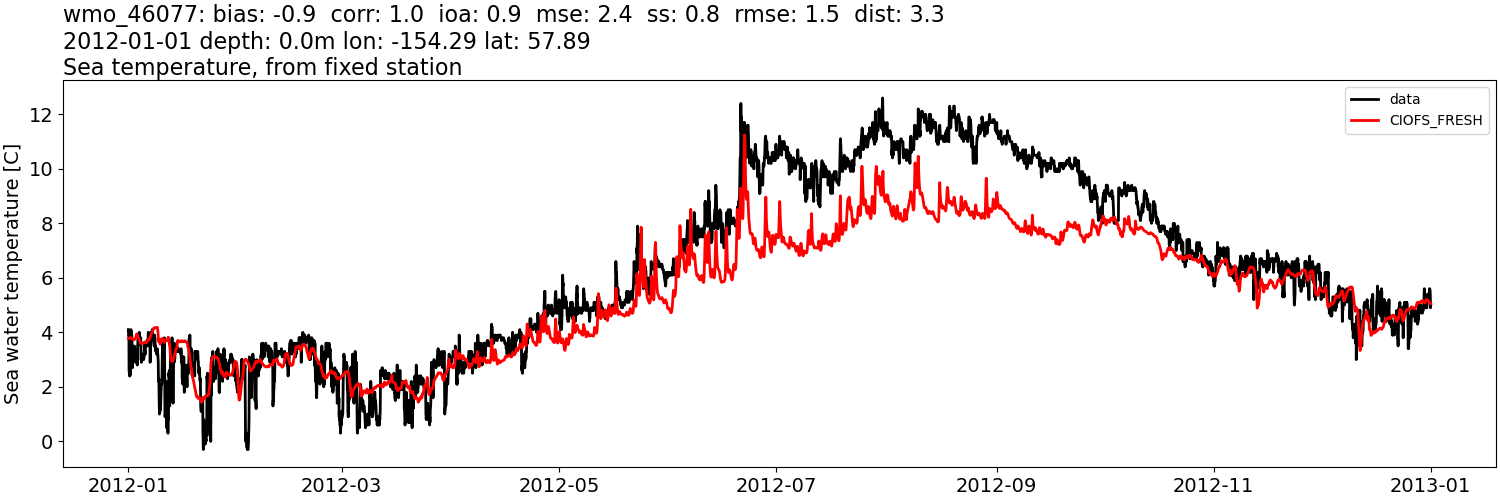 wmo_46077: bias: -0.9  corr: 1.0  ioa: 0.9  mse: 2.4  ss: 0.8  rmse: 1.5  dist: 3.3
2012-01-01 depth: 0.0m lon: -154.29 lat: 57.89
Sea temperature, from fixed station
data
CIOFS_FRESH
Sea water temperature [C]
12
10
8
6
4
2
0
2012-01
2012-03
2012-05
2012-07
2012-09
2012-11
2013-01